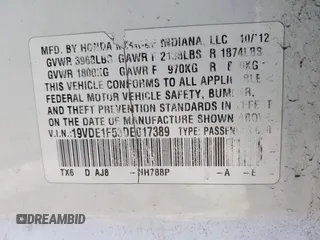 MFD. BY HONDA OF INDIANA, LLC 10/12
GVWR 3968LBS GAWR F 2138LBS R 1874LBS
GVWR 1800KG GAWR F 970KG R KG
THIS VEHICLE CONFORMS TO ALL APPLICABLE
FEDERAL MOTOR VEHICLE SAFETY, BUMPER,
AND THEFT PREVENTION STANDARDS IN EFFECT
ON THE DATE OF MANUFACTURE SHOWN ABOVE.
V.I.N.: 19VDE1F53DE017389 TYPE: PASSENGER
TX6 D AJ8 NH788P -A -E
DREAMBID